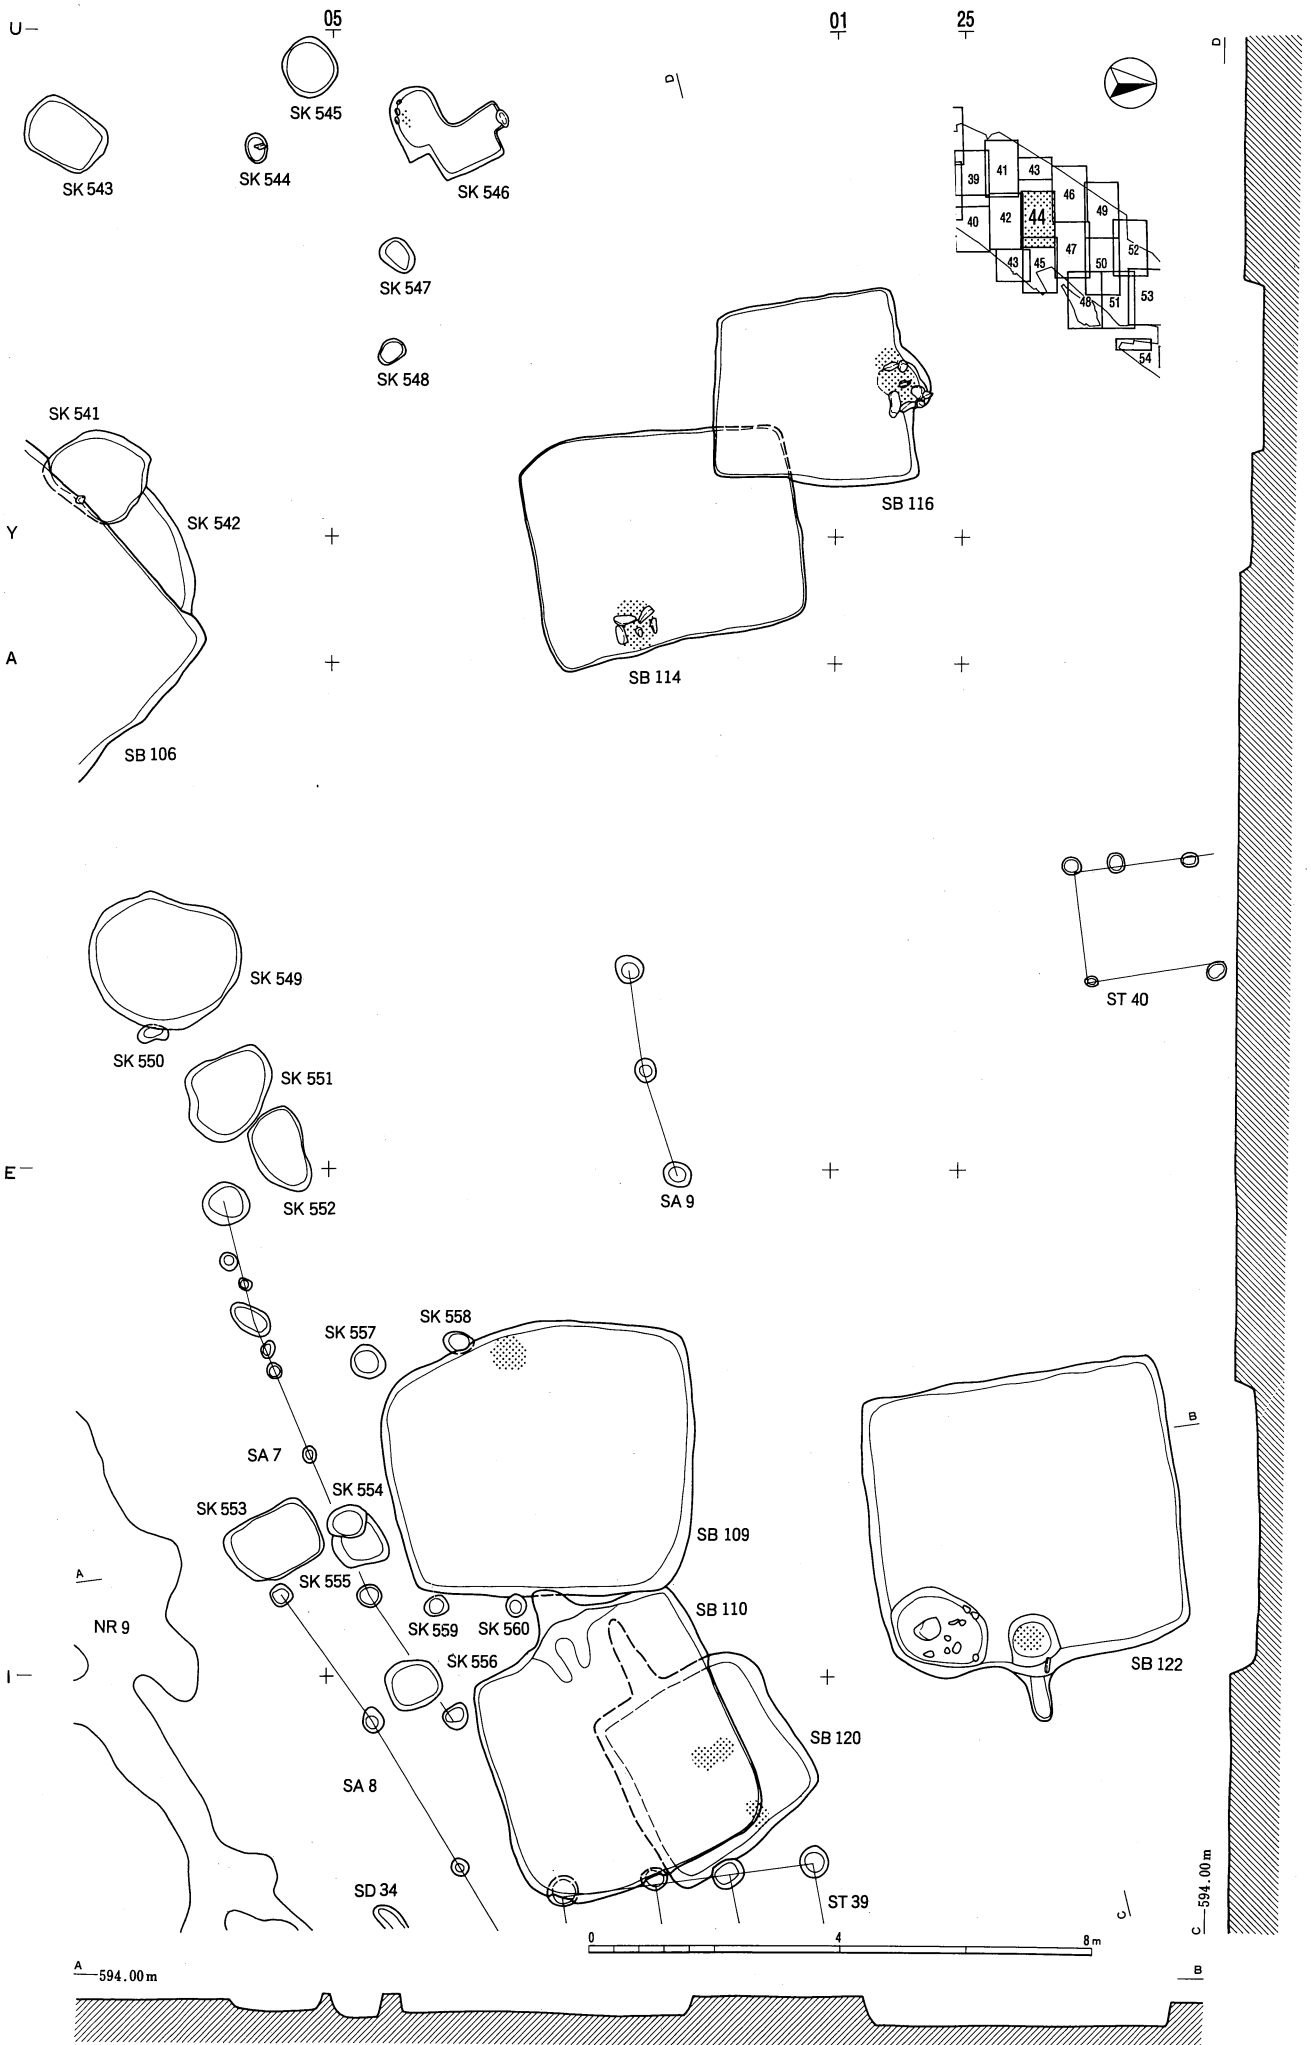 U
05
01
25
D
D
SK 545
SK 543
SK 544
SK 546
41
43
39
46
44
49
40
42
47
52
43
45
50
48
51
53
54
SK 547
SK 548
SK 541
SB 116
SK 542
Y
A
SB 114
SB 106
SK 549
ST 40
SK 550
SK 551
E
SK 552
SA 9
SK 558
SK 557
B
SA 7
SK 554
SK 553
SB 109
A
SK 555
NR 9
SK 559
SK 560
SB 110
SK 556
SB 122
I
SB 120
SA 8
SD 34
ST 39
C
C 594.00m
0
4
8m
A 594.00m
B